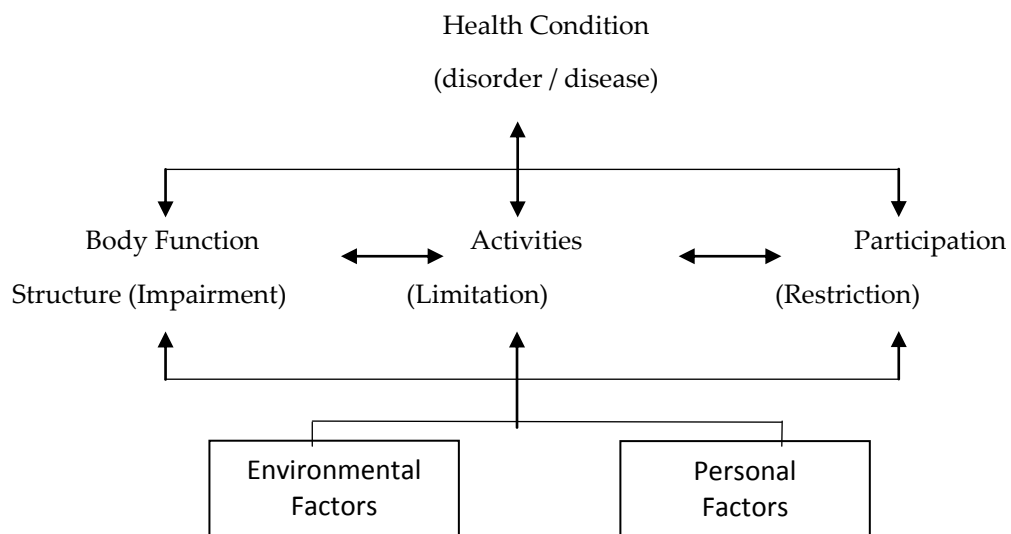 Health Condition
(disorder / disease)
Body Function
Activities
Participation
Structure (Impairment)
(Limitation)
(Restriction)
Environmental
Factors
Personal
Factors